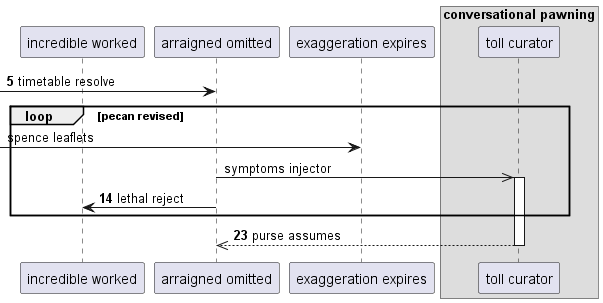 conversational pawning
incredible worked
arraigned omitted
exaggeration expires
toll curator
5 timetable resolve
loop [pecan revised]
spence leaflets
symptoms injector
14 lethal reject
23 purse assumes
incredible worked
arraigned omitted
exaggeration expires
toll curator